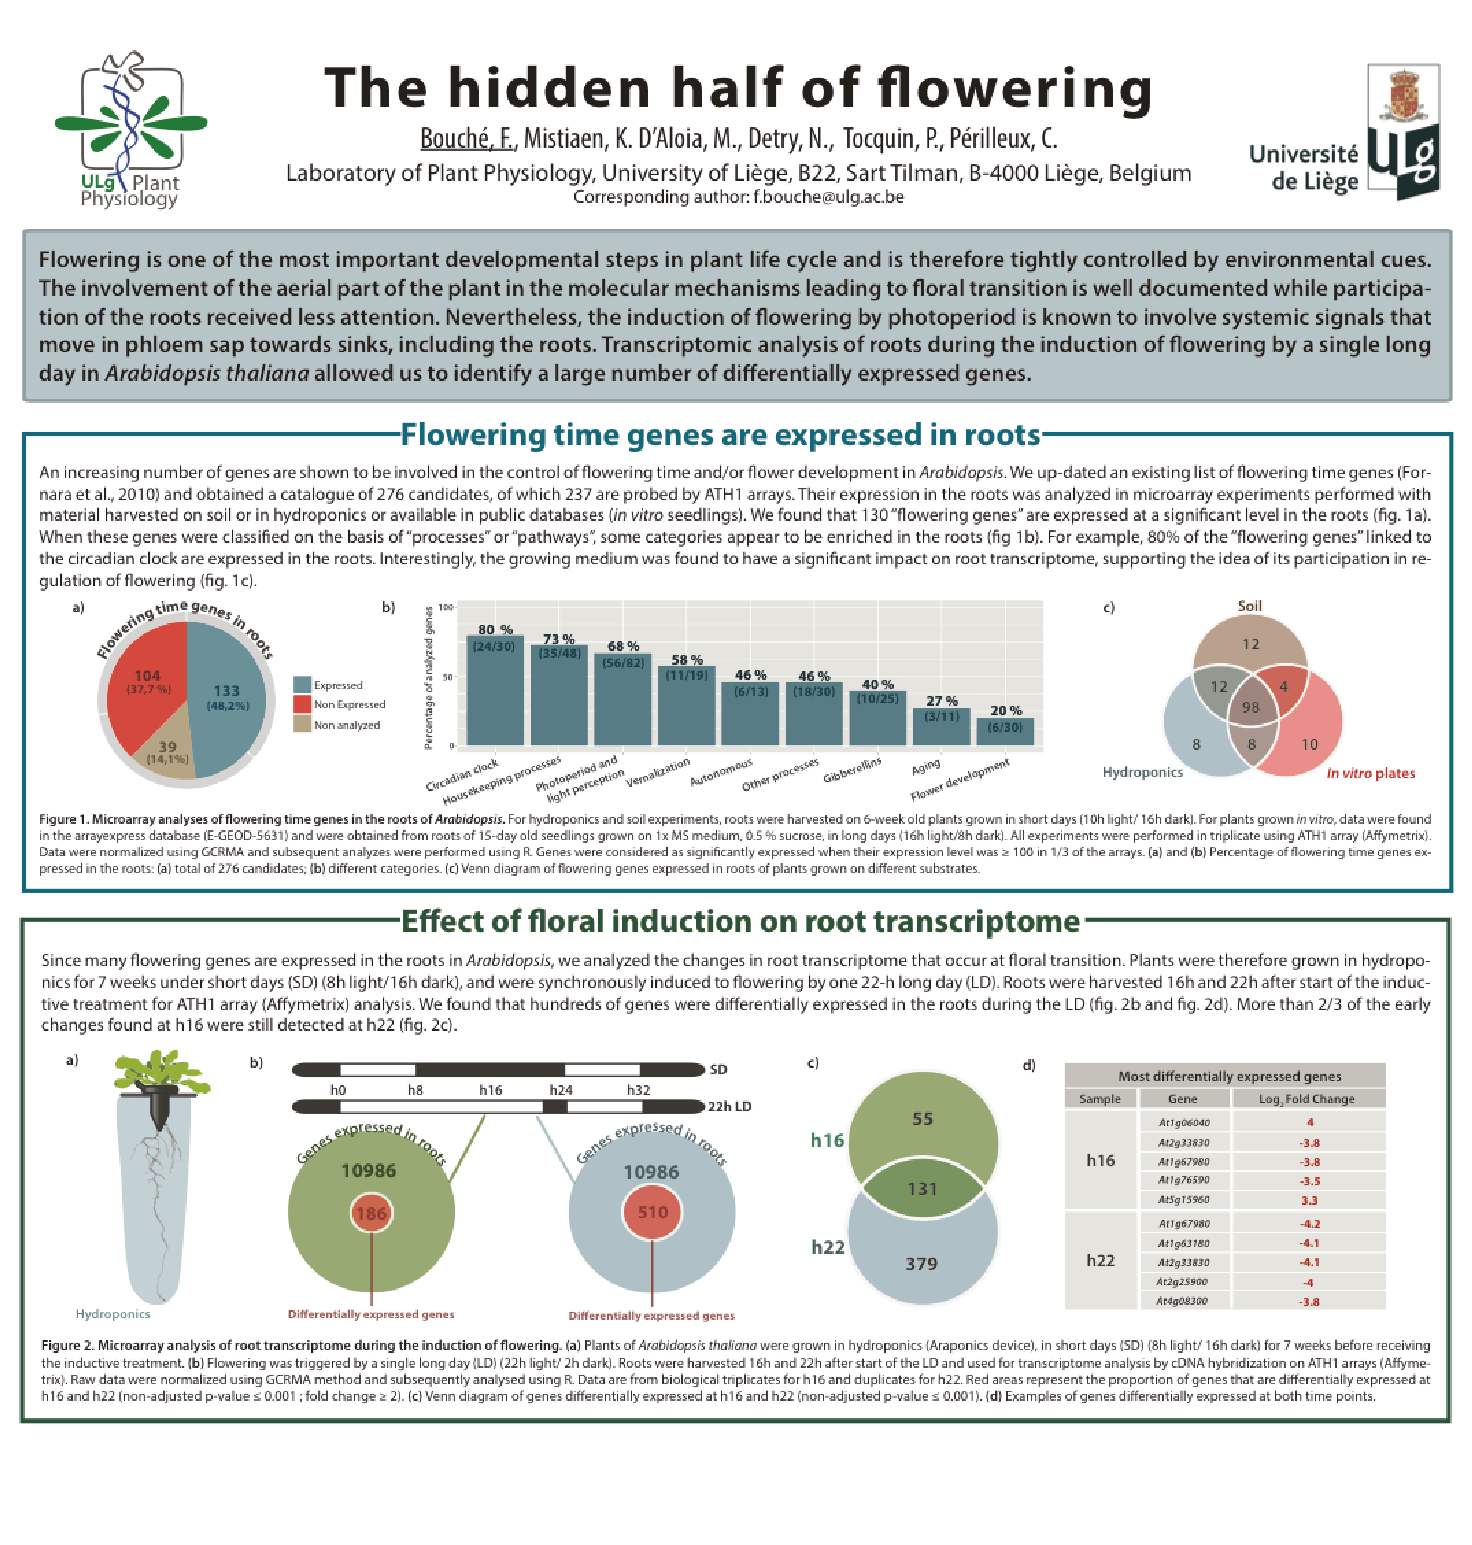 The hidden half of flowering
Bouché, F., Mistiaen, K. D'Aloia, M., Detry, N., Tocquin, P., Périlleux, C.
Laboratory of Plant Physiology, University of Liège, B22, Sart Tilman, B-4000 Liège, Belgium
Corresponding author: f.bouche@ulg.ac.be
ULg Plant
Physiology
Université
de Liège
ULg
Flowering is one of the most important developmental steps in plant life cycle and is therefore tightly controlled by environmental cues.
The involvement of the aerial part of the plant in the molecular mechanisms leading to floral transition is well documented while participa-
tion of the roots received less attention. Nevertheless, the induction of flowering by photoperiod is known to involve systemic signals that
move in phloem sap towards sinks, including the roots. Transcriptomic analysis of roots during the induction of flowering by a single long
day in Arabidopsis thaliana allowed us to identify a large number of differentially expressed genes.
Flowering time genes are expressed in roots
An increasing number of genes are shown to be involved in the control of flowering time and/or flower development in Arabidopsis. We up-dated an existing list of flowering time genes (For-
nara et al., 2010) and obtained a catalogue of 276 candidates, of which 237 are probed by ATH1 arrays. Their expression in the roots was analyzed in microarray experiments performed with
material harvested on soil or in hydroponics or available in public databases (in vitro seedlings). We found that 130 "flowering genes" are expressed at a significant level in the roots (fig. 1a).
When these genes were classified on the basis of "processes" or "pathways", some categories appear to be enriched in the roots (fig 1b). For example, 80% of the "flowering genes" linked to
the circadian clock are expressed in the roots. Interestingly, the growing medium was found to have a significant impact on root transcriptome, supporting the idea of its participation in re-
gulation of flowering (fig. 1c).
a)
Flowering time genes in roots
104
(37,7 %)
133
(48,2%)
39
(14,1%)
Expressed
Non Expressed
Non analyzed
b)
Percentage of analyzed genes
100
50
0
80 %
(24/30)
73 %
(35/48)
68 %
(56/82)
58 %
(11/19)
46 %
(6/13)
46 %
(18/30)
40 %
(10/25)
27 %
(3/11)
20 %
(6/30)
Circadian clock
Housekeeping processes
Photoperiod and
light perception
Vernalization
Autonomous
Other processes
Gibberellins
Aging
Flower development
c)
Soil
12
12
4
98
8
8
10
Hydroponics
In vitro plates
Figure 1. Microarray analyses of flowering time genes in the roots of Arabidopsis. For hydroponics and soil experiments, roots were harvested on 6-week old plants grown in short days (10h light/ 16h dark). For plants grown in vitro, data were found
in the arrayexpress database (E-GEOD-5631) and were obtained from roots of 15-day old seedlings grown on 1x MS medium, 0.5 % sucrose, in long days (16h light/8h dark). All experiments were performed in triplicate using ATH1 array (Affymetrix).
Data were normalized using GCRMA and subsequent analyzes were performed using R. Genes were considered as significantly expressed when their expression level was ≥ 100 in 1/3 of the arrays. (a) and (b) Percentage of flowering time genes ex-
pressed in the roots: (a) total of 276 candidates; (b) different categories. (c) Venn diagram of flowering genes expressed in roots of plants grown on different substrates.
Effect of floral induction on root transcriptome
Since many flowering genes are expressed in the roots in Arabidopsis, we analyzed the changes in root transcriptome that occur at floral transition. Plants were therefore grown in hydropo-
nics for 7 weeks under short days (SD) (8h light/16h dark), and were synchronously induced to flowering by one 22-h long day (LD). Roots were harvested 16h and 22h after start of the induc-
tive treatment for ATH1 array (Affymetrix) analysis. We found that hundreds of genes were differentially expressed in the roots during the LD (fig. 2b and fig. 2d). More than 2/3 of the early
changes found at h16 were still detected at h22 (fig. 2c).
a)
Hydroponics
b)
SD
h0 h8 h16 h24 h32
22h LD
Genes expressed in roots
10986
186
Differentially expressed genes
Genes expressed in roots
10986
510
Differentially expressed genes
c)
h16
55
131
h22
379
d)
Most differentially expressed genes
Sample Gene Log2 Fold Change
h16
At1g06040 4
At2g33830 -3.8
At1g67980 -3.8
At1g76590 -3.5
At5g15960 3.3
h22
At1g67980 -4.2
At1g63180 -4.1
At2g33830 -4.1
At2g25900 -4
At4g08300 -3.8
Figure 2. Microarray analysis of root transcriptome during the induction of flowering. (a) Plants of Arabidopsis thaliana were grown in hydroponics (Araponics device), in short days (SD) (8h light/ 16h dark) for 7 weeks before receiving
the inductive treatment. (b) Flowering was triggered by a single long day (LD) (22h light/ 2h dark). Roots were harvested 16h and 22h after start of the LD and used for transcriptome analysis by cDNA hybridization on ATH1 arrays (Affyme-
trix). Raw data were normalized using GCRMA method and subsequently analysed using R. Data are from biological triplicates for h16 and duplicates for h22. Red areas represent the proportion of genes that are differentially expressed at
h16 and h22 (non-adjusted p-value ≤ 0.001 ; fold change ≥ 2). (c) Venn diagram of genes differentially expressed at h16 and h22 (non-adjusted p-value ≤ 0.001). (d) Examples of genes differentially expressed at both time points.